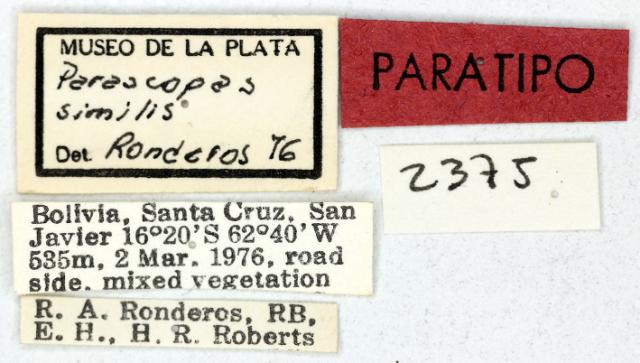 MUSEO DE LA PLATA
Parascopas
similis
Det. Ronderos 76
PARATIPO
2375
Bolivia, Santa Cruz, San
Javier 16°20'S 62°40'W
535m, 2 Mar. 1976, road
side, mixed vegetation
R. A. Ronderos, RB,
E. H., H. R. Roberts